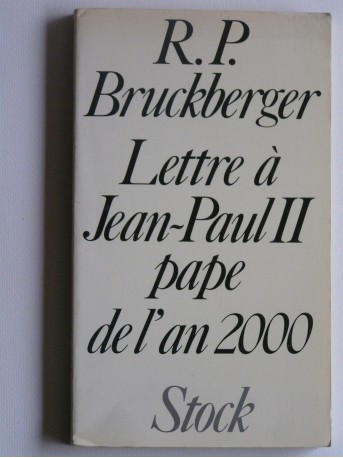 R.P.
Bruckberger
Lettre à
Jean-Paul II
pape
de l'an 2000
Stock